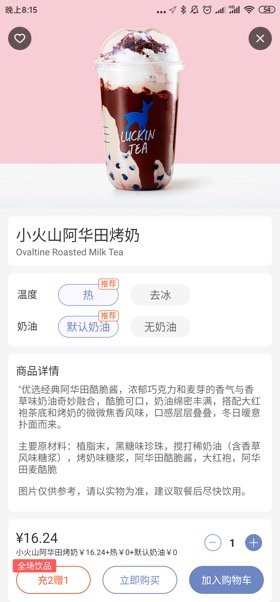 晚上8:15
54
LUCKIN
TEA
小火山阿华田烤奶
Ovaltine Roasted Milk Tea
温度
热
推荐
去冰
奶油
默认奶油
推荐
无奶油
商品详情
"优选经典阿华田酷脆酱，浓郁巧克力和麦芽的香气与香
草味奶油奇妙融合，酷脆可口，奶油绵密丰满，搭配大红
袍茶底和烤奶的微微焦香风味，口感层层叠叠，冬日暖意
扑面而来。
主要原材料：植脂末，黑糖味珍珠，搅打稀奶油（含香草
风味糖浆），烤奶味糖浆，阿华田酷脆酱，大红袍，阿华
田麦酷脆
图片仅供参考，请以实物为准，建议取餐后尽快饮用。
¥16.24
小火山阿华田烤奶￥16.24+热￥0+默认奶油￥0
1
全场饮品
充2赠1
立即购买
加入购物车